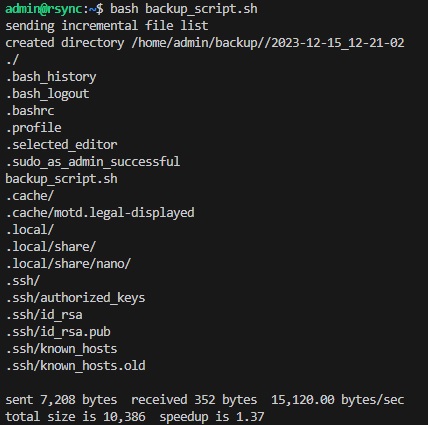 admin@rsync:~$ bash backup_script.sh
sending incremental file list
created directory /home/admin/backup//2023-12-15_12-21-02
./
.bash_history
.bash_logout
.bashrc
.profile
.selected_editor
.sudo_as_admin_successful
backup_script.sh
.cache/
.cache/motd.legal-displayed
.local/
.local/share/
.local/share/nano/
.ssh/
.ssh/authorized_keys
.ssh/id_rsa
.ssh/id_rsa.pub
.ssh/known_hosts
.ssh/known_hosts.old

sent 7,208 bytes  received 352 bytes  15,120.00 bytes/sec
total size is 10,386  speedup is 1.37